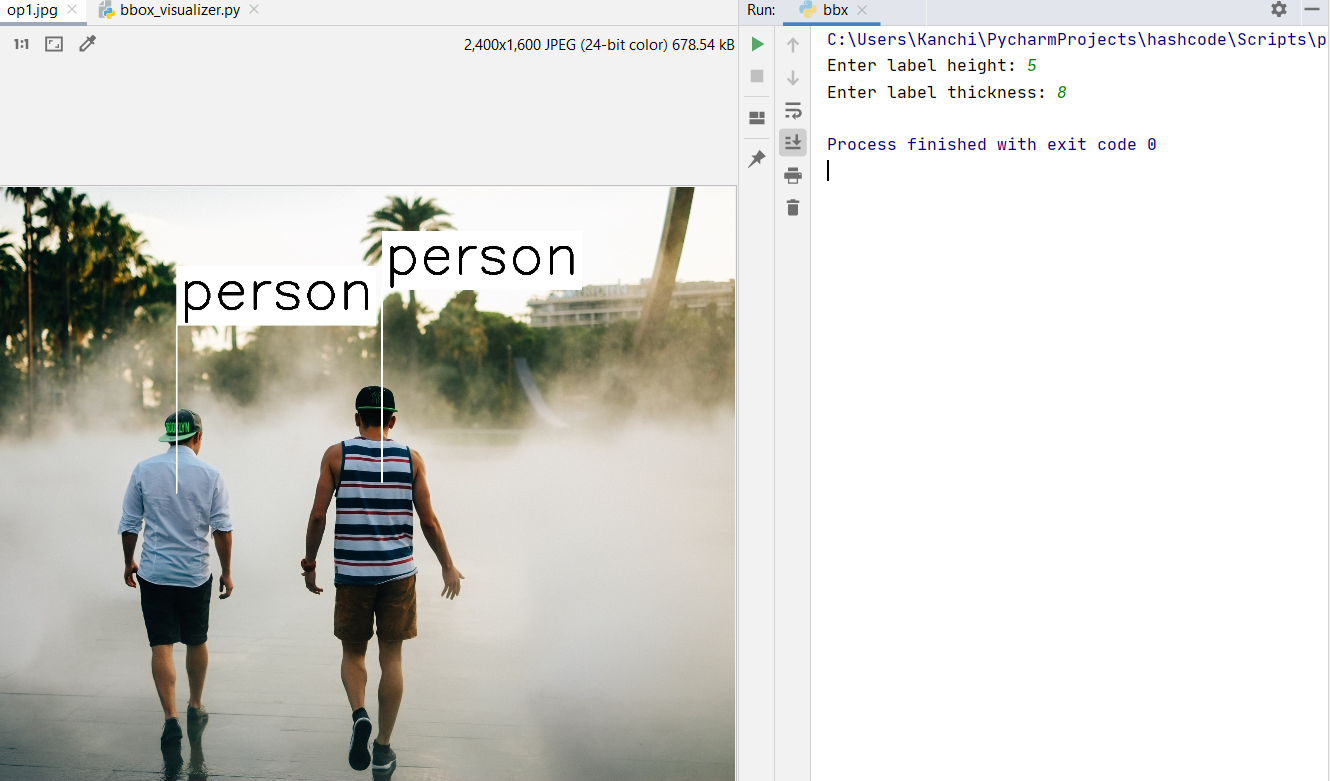 op1.jpg
bbox_visualizer.py
Run:
bbx
1:1
2,400x1,600 JPEG (24-bit color) 678.54 kB
C:\Users\Kanchi\PycharmProjects\hashcode\Scripts\p
Enter label height: 5
Enter label thickness: 8
Process finished with exit code 0
person
person
BROOKLYN